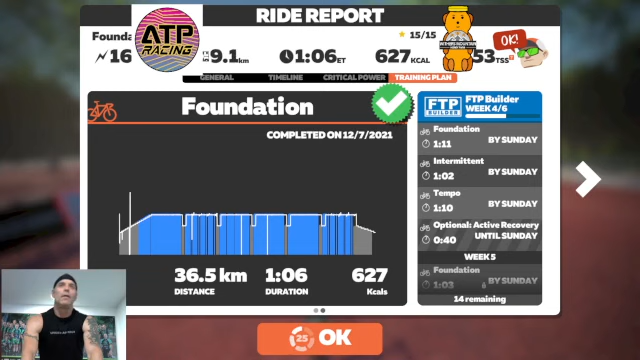 RIDE REPORT
Founda
ATP
RACING
15/15
16
9.1km
1:06ET
627KCAL
53TSS
OK!
GENERAL
TIMELINE
CRITICAL POWER
TRAINING PLAN
Foundation
COMPLETED ON 12/7/2021
36.5 km
DISTANCE
1:06
DURATION
627
Kcals
FTP
BUILDER
FTP Builder
WEEK 4/6
Foundation
1:11
BY SUNDAY
Intermittent
1:02
BY SUNDAY
Tempo
1:10
BY SUNDAY
Optional: Active Recovery
0:40
UNTIL SUNDAY
WEEK 5
Foundation
1:03
BY SUNDAY
14 remaining
25
OK